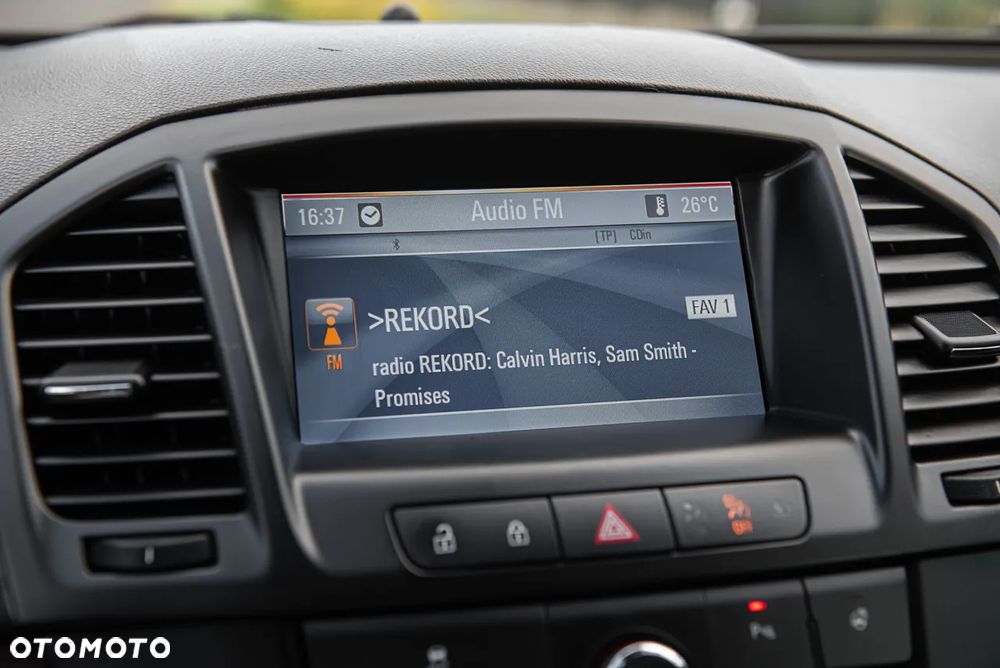 16:37
Audio FM
26°C
[TP] CDin
>REKORD<
FAV 1
FM
radio REKORD: Calvin Harris, Sam Smith -
Promises
OFF
OTOMOTO